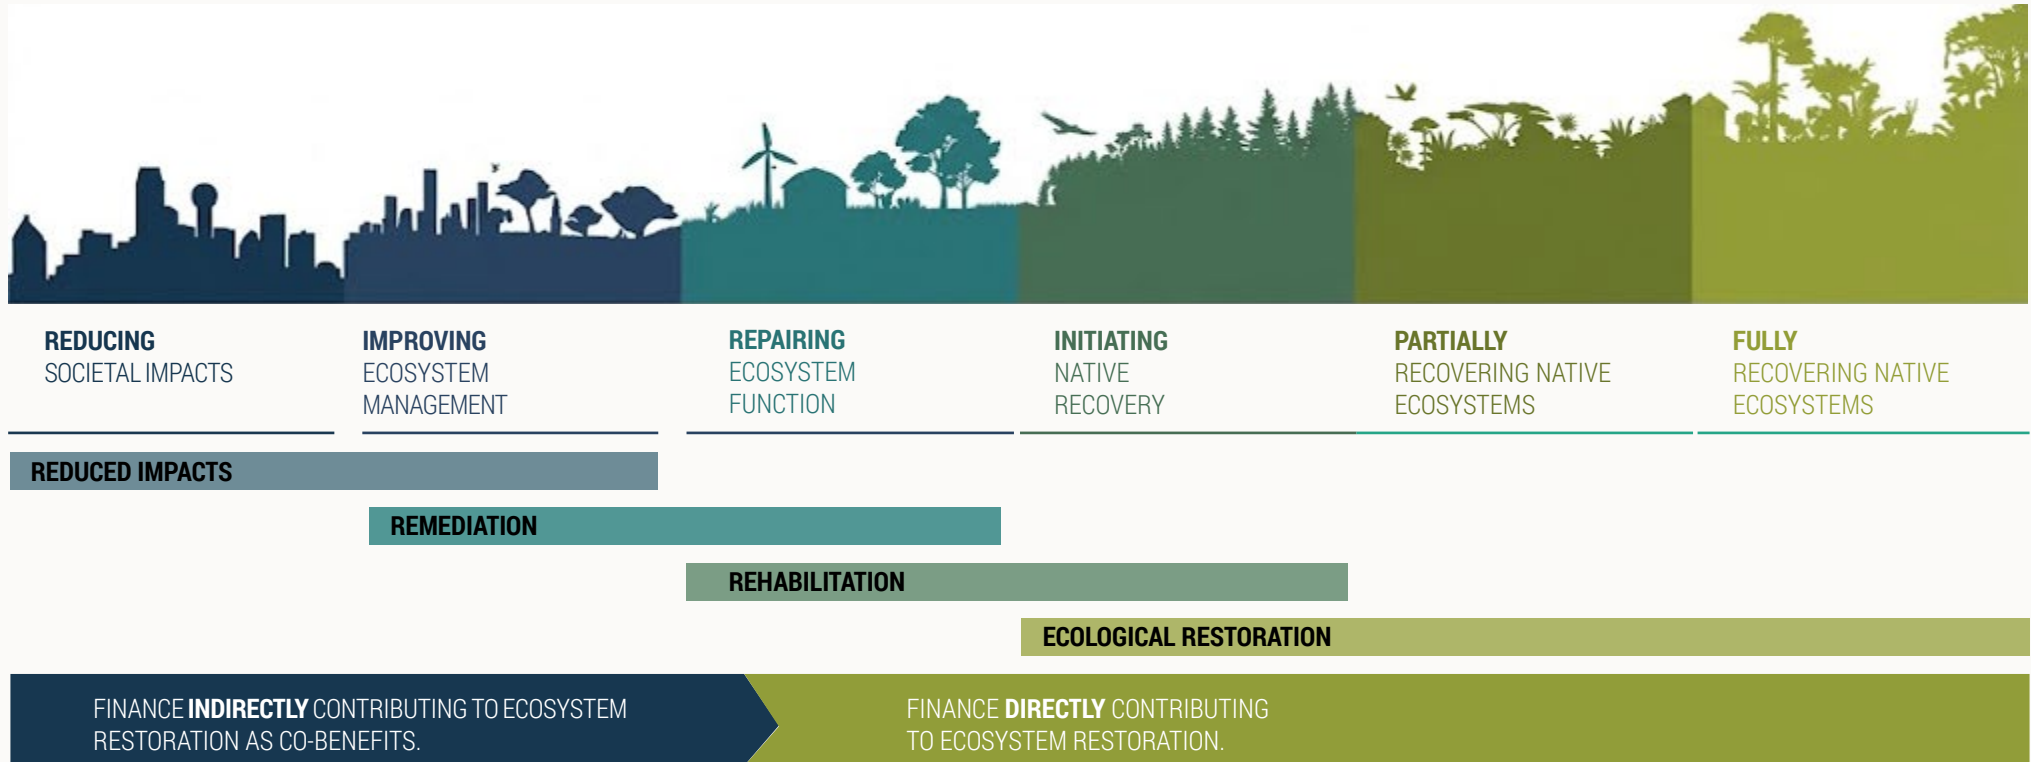 REDUCING
SOCIETAL IMPACTS
IMPROVING
ECOSYSTEM
MANAGEMENT
REPAIRING
ECOSYSTEM
FUNCTION
INITIATING
NATIVE
RECOVERY
PARTIALLY
RECOVERING NATIVE
ECOSYSTEMS
FULLY
RECOVERING NATIVE
ECOSYSTEMS
REDUCED IMPACTS
REMEDIATION
REHABILITATION
ECOLOGICAL RESTORATION
FINANCE INDIRECTLY CONTRIBUTING TO ECOSYSTEM
RESTORATION AS CO-BENEFITS.
FINANCE DIRECTLY CONTRIBUTING
TO ECOSYSTEM RESTORATION.